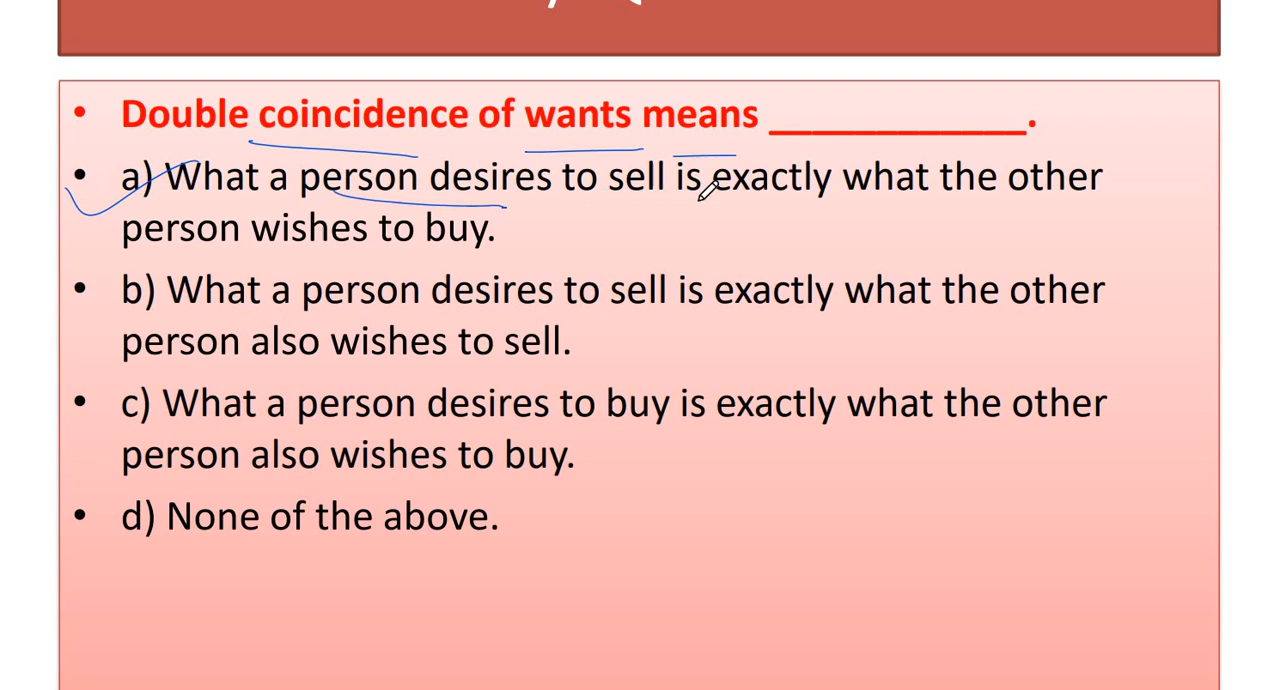 • Double coincidence of wants means ____________.
• a) What a person desires to sell is exactly what the other
person wishes to buy.
• b) What a person desires to sell is exactly what the other
person also wishes to sell.
• c) What a person desires to buy is exactly what the other
person also wishes to buy.
• d) None of the above.